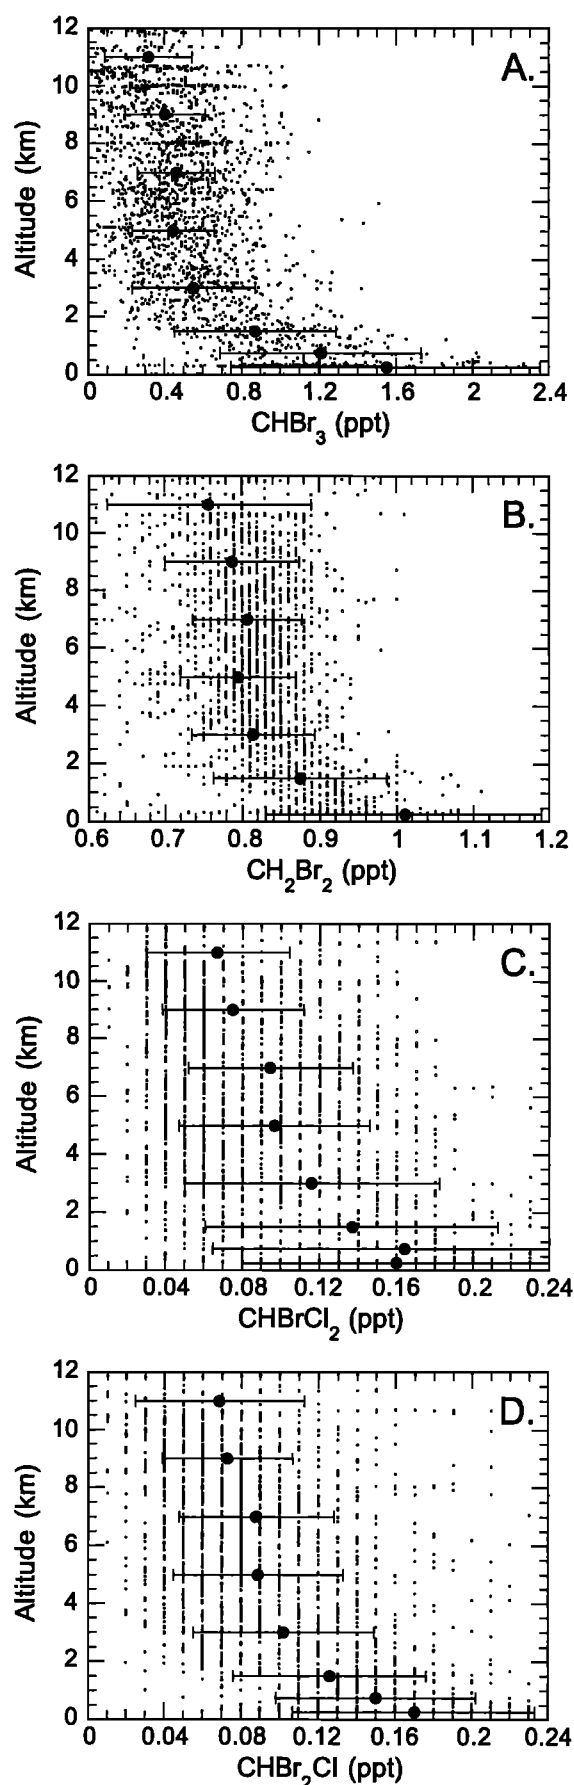 A.
12
10
8
6
4
2
0
Altitude (km)
0 0.4 0.8 1.2 1.6 2.0 2.4
CHBr₃ (ppt)
B.
12
10
8
6
4
2
0
Altitude (km)
0.6 0.7 0.8 0.9 1 1.1 1.2
CH₂Br₂ (ppt)
C.
12
10
8
6
4
2
0
Altitude (km)
0 0.04 0.08 0.12 0.16 0.20 0.24
CHBrCl₂ (ppt)
D.
12
10
8
6
4
2
0
Altitude (km)
0 0.04 0.08 0.12 0.16 0.2 0.24
CHBr₂Cl (ppt)